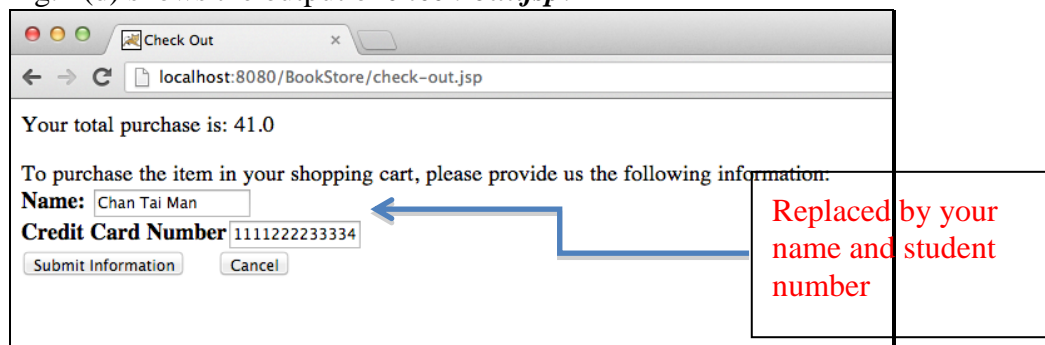 Check Out
localhost:8080/BookStore/check-out.jsp
Your total purchase is: 41.0
To purchase the item in your shopping cart, please provide us the following information:
Name: Chan Tai Man
Credit Card Number 1111222233334
Submit Information Cancel
Replaced by your
name and student
number